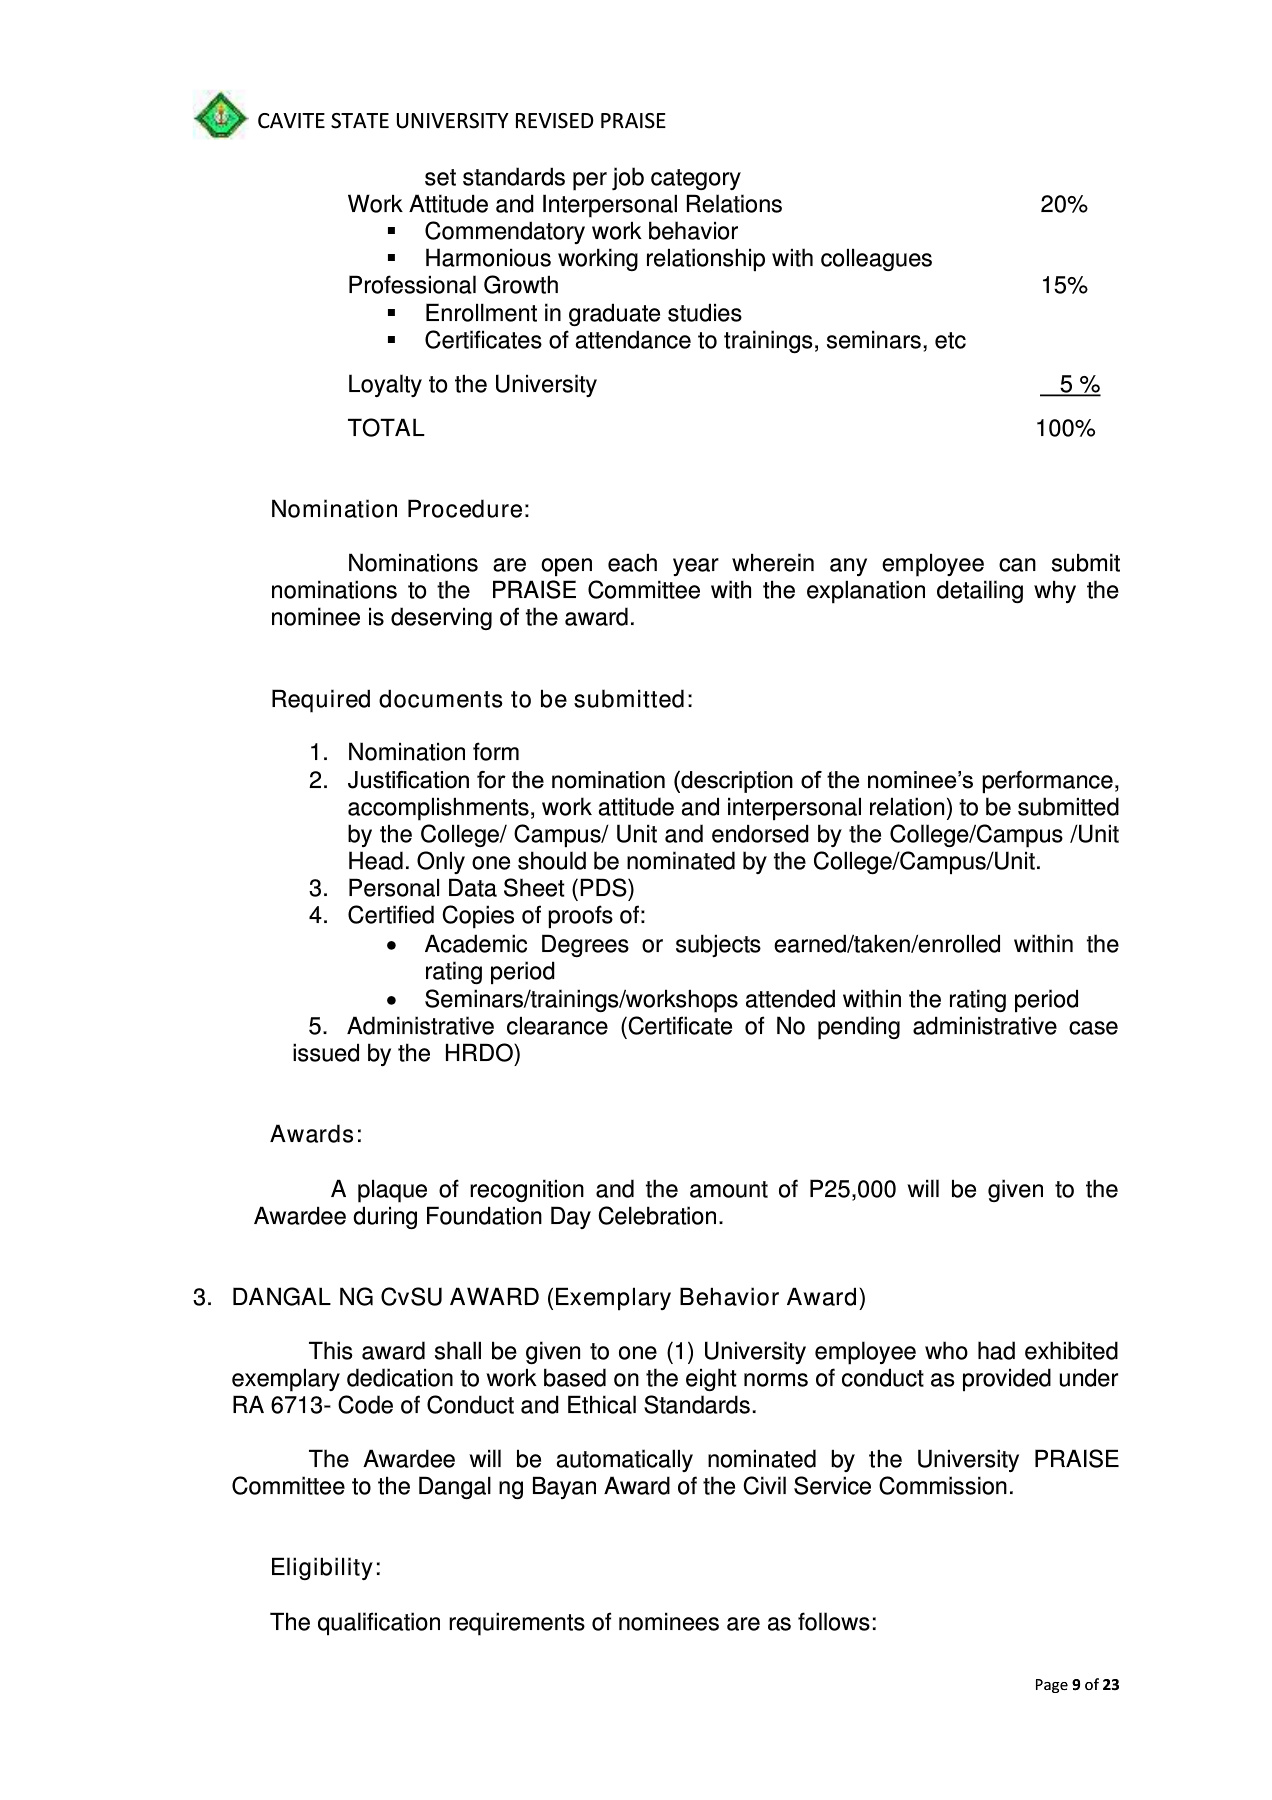 CAVITE STATE UNIVERSITY REVISED PRAISE
set standards per job category
Work Attitude and Interpersonal Relations 20%
▪ Commendatory work behavior
▪ Harmonious working relationship with colleagues
Professional Growth 15%
▪ Enrollment in graduate studies
▪ Certificates of attendance to trainings, seminars, etc
Loyalty to the University 5 %
TOTAL 100%
Nomination Procedure:
Nominations are open each year wherein any employee can submit
nominations to the PRAISE Committee with the explanation detailing why the
nominee is deserving of the award.
Required documents to be submitted:
1. Nomination form
2. Justification for the nomination (description of the nominee’s performance,
accomplishments, work attitude and interpersonal relation) to be submitted
by the College/ Campus/ Unit and endorsed by the College/Campus /Unit
Head. Only one should be nominated by the College/Campus/Unit.
3. Personal Data Sheet (PDS)
4. Certified Copies of proofs of:
• Academic Degrees or subjects earned/taken/enrolled within the
rating period
• Seminars/trainings/workshops attended within the rating period
5. Administrative clearance (Certificate of No pending administrative case
issued by the HRDO)
Awards:
A plaque of recognition and the amount of P25,000 will be given to the
Awardee during Foundation Day Celebration.
3. DANGAL NG CvSU AWARD (Exemplary Behavior Award)
This award shall be given to one (1) University employee who had exhibited
exemplary dedication to work based on the eight norms of conduct as provided under
RA 6713- Code of Conduct and Ethical Standards.
The Awardee will be automatically nominated by the University PRAISE
Committee to the Dangal ng Bayan Award of the Civil Service Commission.
Eligibility:
The qualification requirements of nominees are as follows:
Page 9 of 23